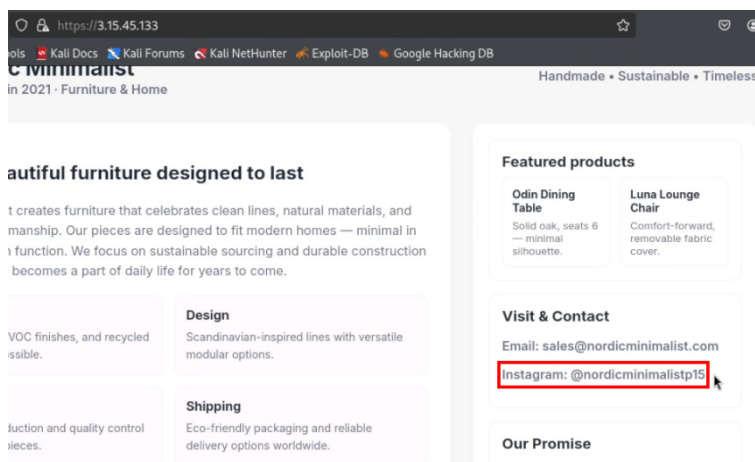 https://3.15.45.133
ools Kali Docs Kali Forums Kali NetHunter Exploit-DB Google Hacking DB
c Minimalist
in 2021 · Furniture & Home
Handmade • Sustainable • Timeless
autiful furniture designed to last
t creates furniture that celebrates clean lines, natural materials, and
manship. Our pieces are designed to fit modern homes — minimal in
function. We focus on sustainable sourcing and durable construction
becomes a part of daily life for years to come.
VOC finishes, and recycled
ssible.
Design
Scandinavian-inspired lines with versatile
modular options.
duction and quality control
pieces.
Shipping
Eco-friendly packaging and reliable
delivery options worldwide.
Featured products
Odin Dining
Table
Solid oak, seats 6
— minimal
silhouette.
Luna Lounge
Chair
Comfort-forward,
removable fabric
cover.
Visit & Contact
Email: sales@nordicminimalist.com
Instagram: @nordicminimalistp15
Our Promise